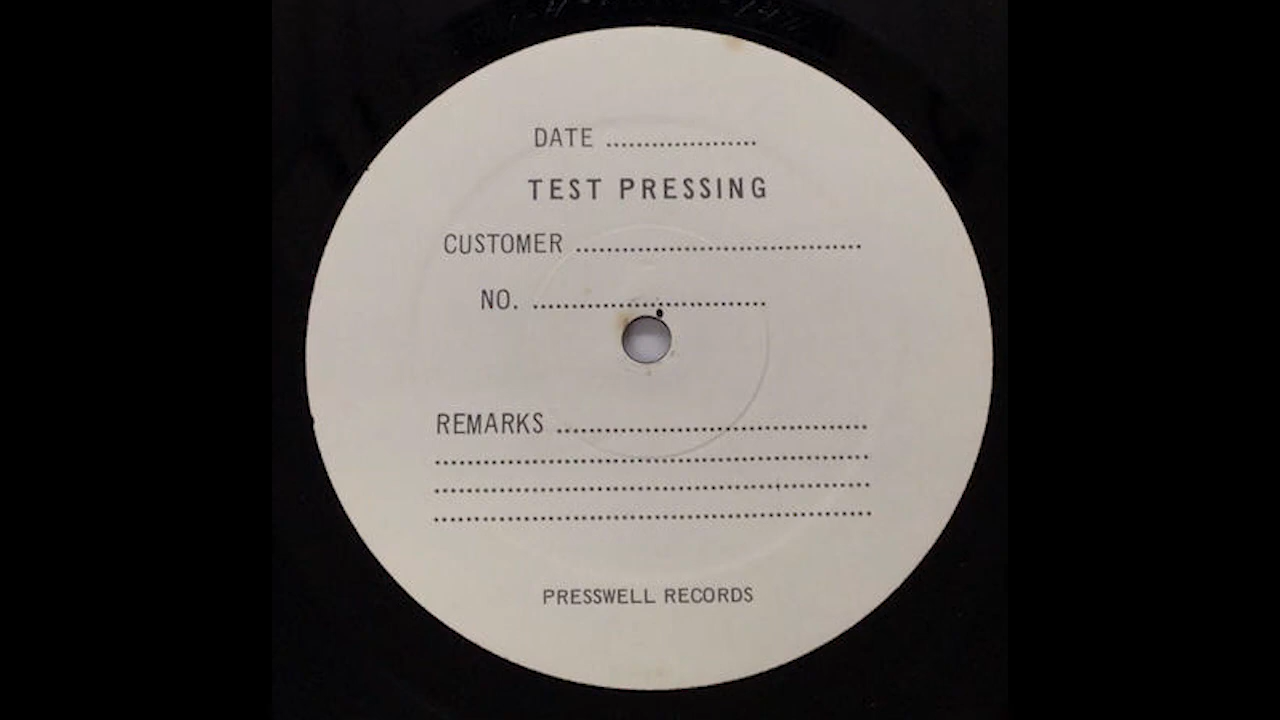 DATE ....................
TEST PRESSING
CUSTOMER .......................................
NO. ................................
REMARKS ..........................................
...........................................................
...........................................................
...........................................................
PRESSWELL RECORDS